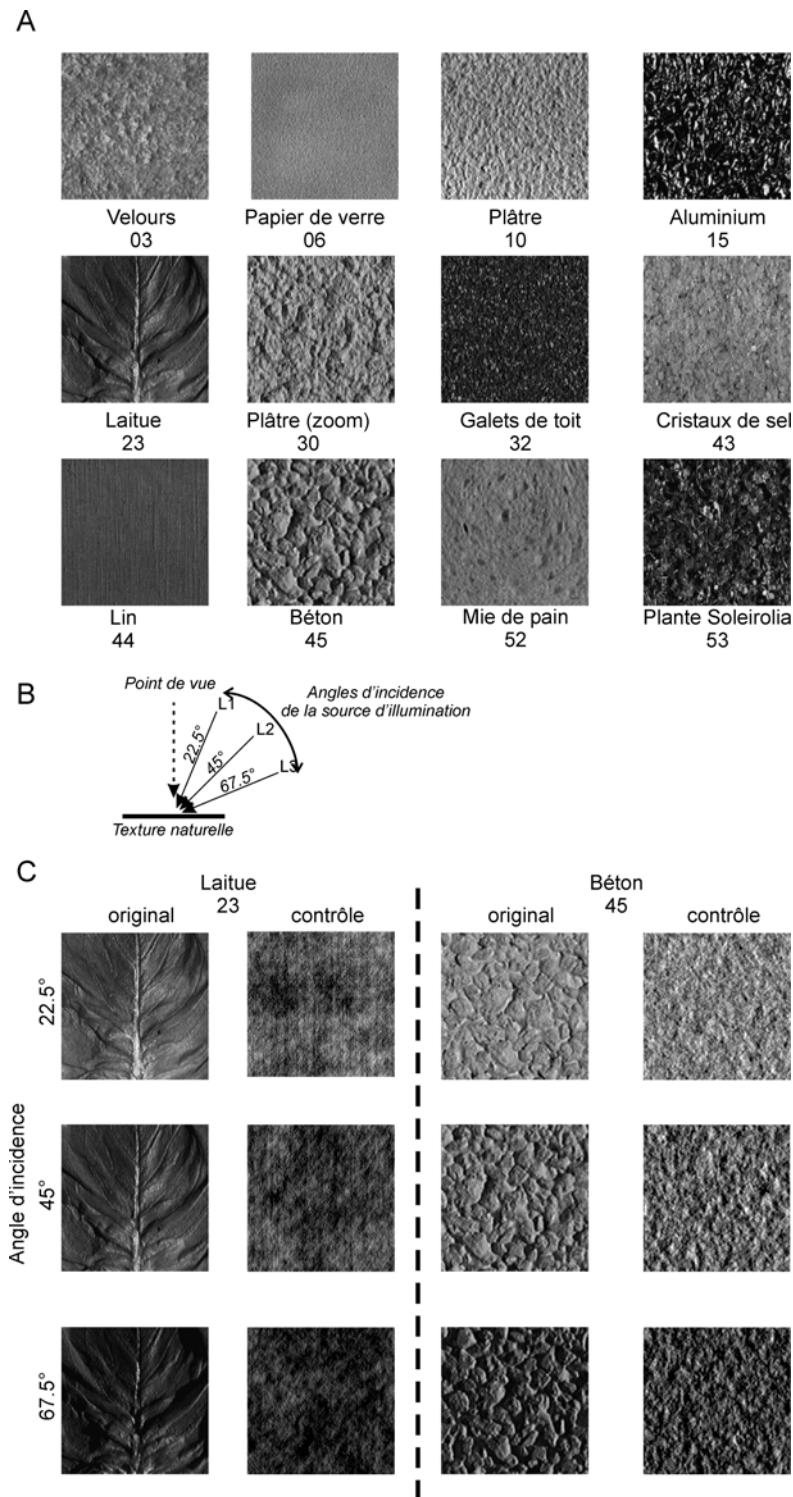 A
Velours Papier de verre Plâtre Aluminium
03 06 10 15
Laitue Plâtre (zoom) Galets de toit Cristaux de sel
23 30 32 43
Lin Béton Mie de pain Plante Soleirolia
44 45 52 53
B
Point de vue
Angles d'incidence
de la source d'illumination
L1
L2
L3
22.5°
45°
67.5°
Texture naturelle
C
Laitue Béton
23 45
original contrôle original contrôle
Angle d'incidence
22.5°
45°
67.5°